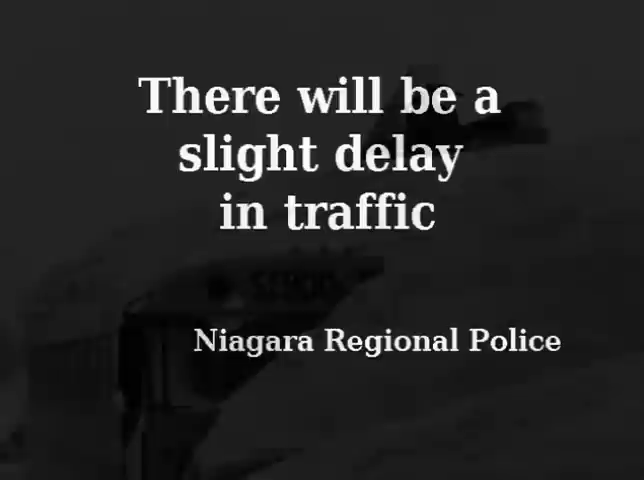 There will be a
slight delay
in traffic
Niagara Regional Police